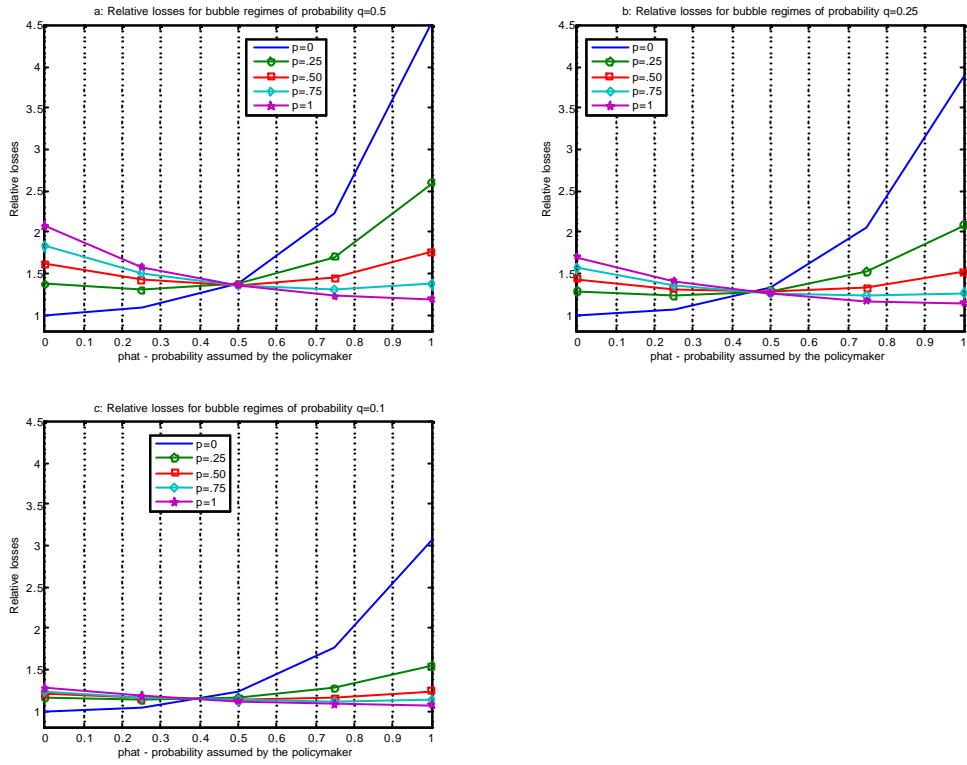 a: Relative losses for bubble regimes of probability q=0.5
4.5
4
3.5
3
2.5
2
1.5
1
Relative losses
p=0
p=.25
p=.50
p=.75
p=1
0 0.1 0.2 0.3 0.4 0.5 0.6 0.7 0.8 0.9 1
phat - probability assumed by the policymaker
b: Relative losses for bubble regimes of probability q=0.25
4.5
4
3.5
3
2.5
2
1.5
1
Relative losses
p=0
p=.25
p=.50
p=.75
p=1
0 0.1 0.2 0.3 0.4 0.5 0.6 0.7 0.8 0.9 1
phat - probability assumed by the policymaker
c: Relative losses for bubble regimes of probability q=0.1
4.5
4
3.5
3
2.5
2
1.5
1
Relative losses
p=0
p=.25
p=.50
p=.75
p=1
0 0.1 0.2 0.3 0.4 0.5 0.6 0.7 0.8 0.9 1
phat - probability assumed by the policymaker